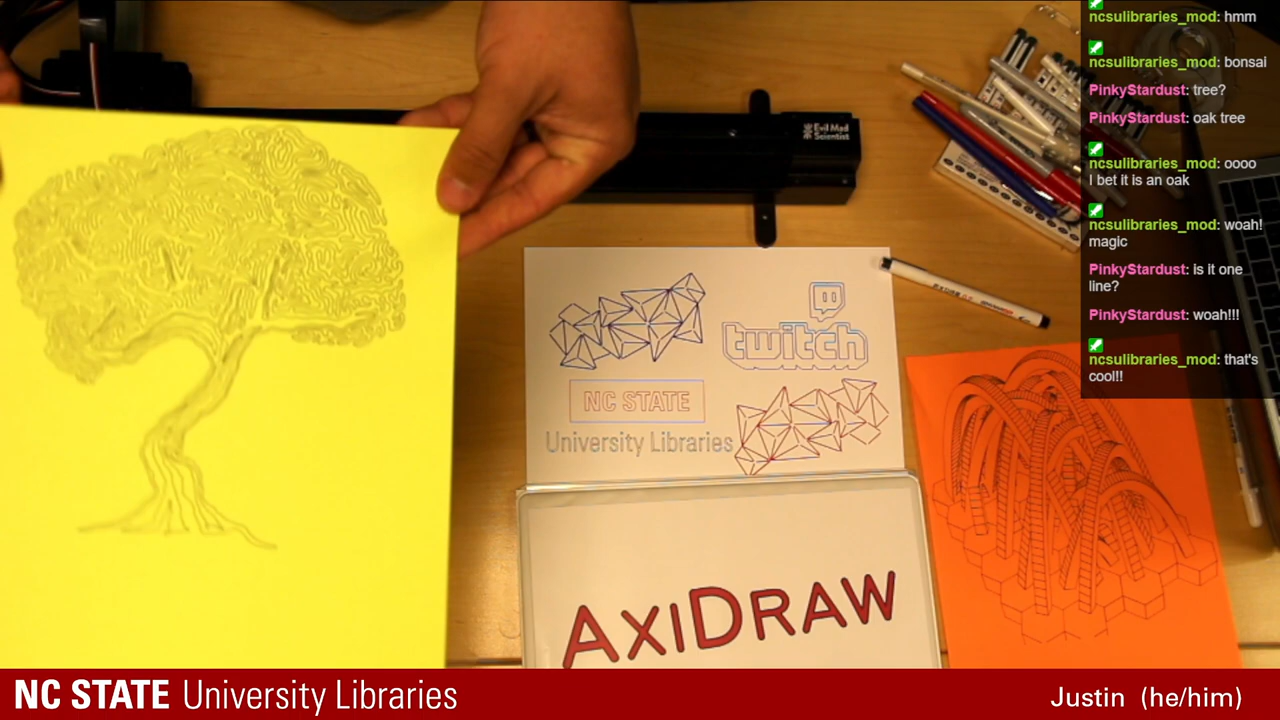 ncsulibraries_mod: hmm
ncsulibraries_mod: bonsai
PinkyStardust: tree?
PinkyStardust: oak tree
ncsulibraries_mod: oooo
I bet it is an oak
ncsulibraries_mod: woah!
magic
PinkyStardust: is it one
line?
PinkyStardust: woah!!!
ncsulibraries_mod: that's
cool!!
Evil Mad
Scientist
twitch
NC STATE
University Libraries
AXIDRAW
NC STATE University Libraries
Justin (he/him)